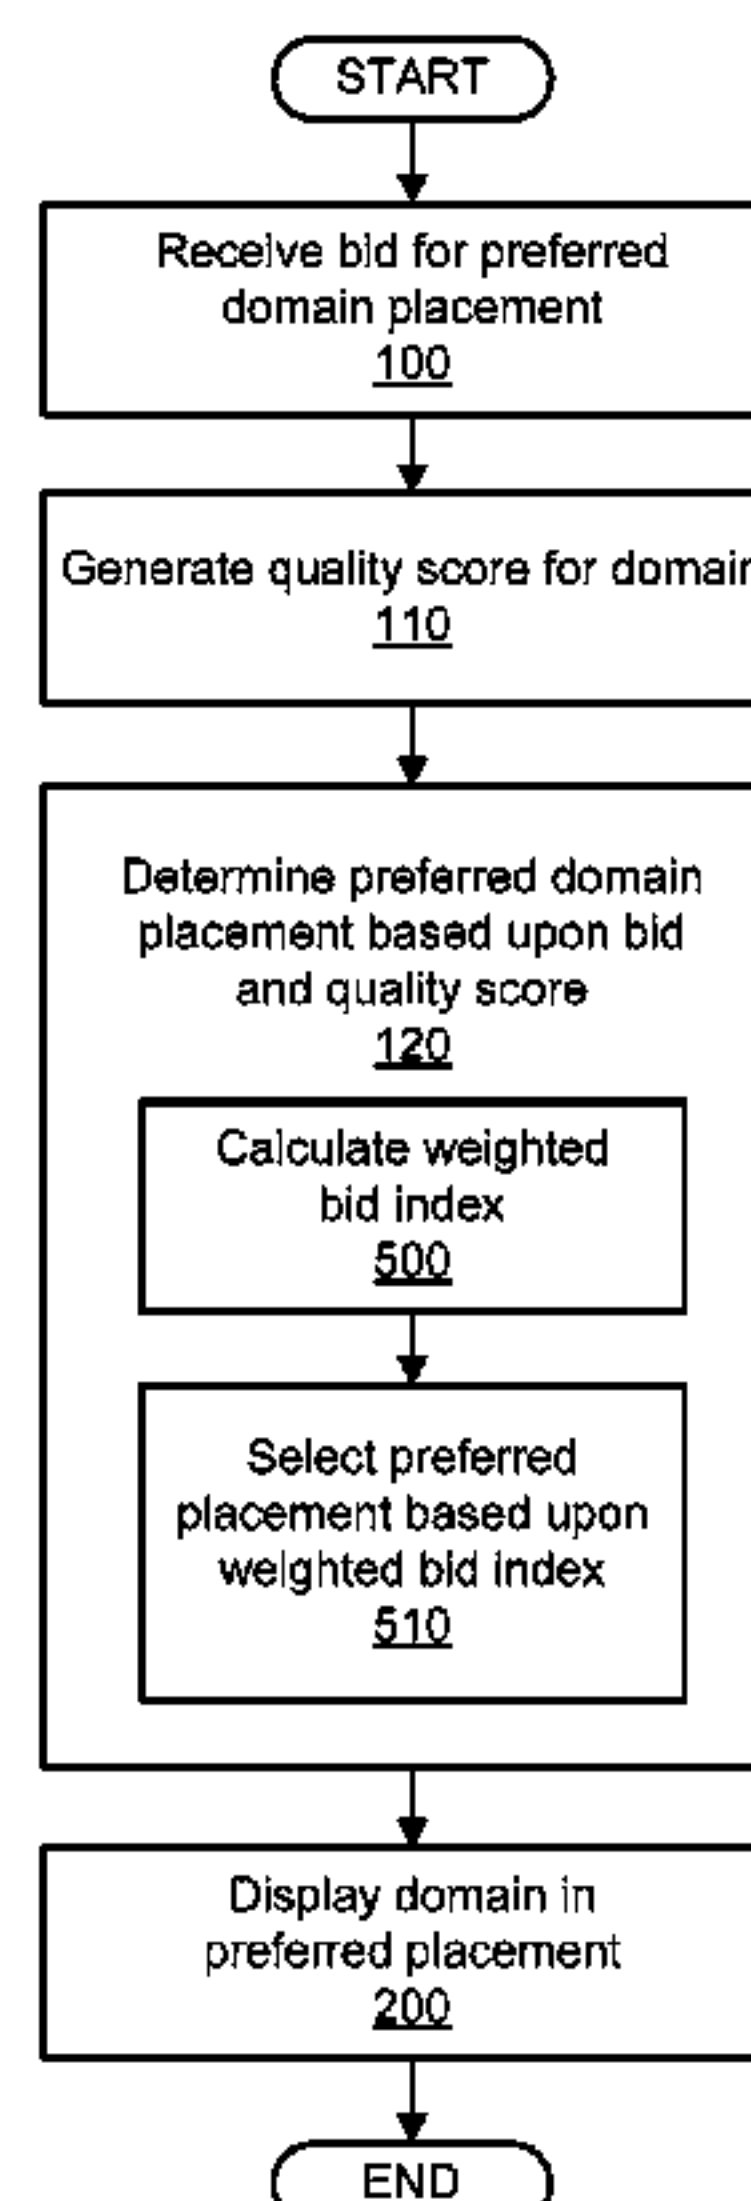 START
Receive bid for preferred
domain placement
100
Generate quality score for domain
110
Determine preferred domain
placement based upon bid
and quality score
120
Calculate weighted
bid index
500
Select preferred
placement based upon
weighted bid index
510
Display domain in
preferred placement
200
END